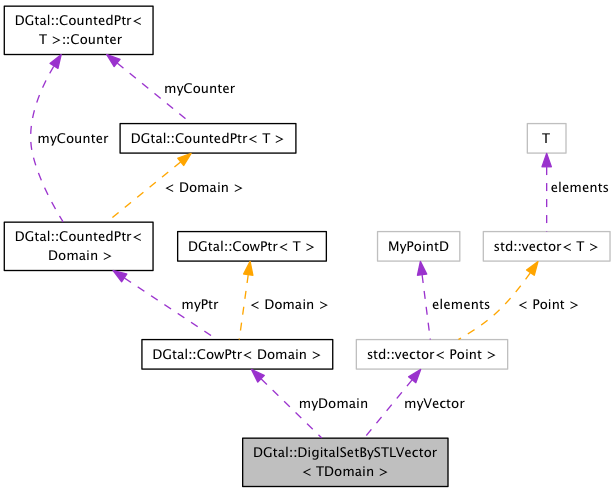 DGtal::CountedPtr<
T >::Counter
myCounter
DGtal::CountedPtr< T >
T
myCounter
< Domain >
elements
DGtal::CountedPtr<
Domain >
DGtal::CowPtr< T >
MyPointD
std::vector< T >
myPtr
< Domain >
elements
< Point >
DGtal::CowPtr< Domain >
std::vector< Point >
myDomain
myVector
DGtal::DigitalSetBySTLVector
< TDomain >